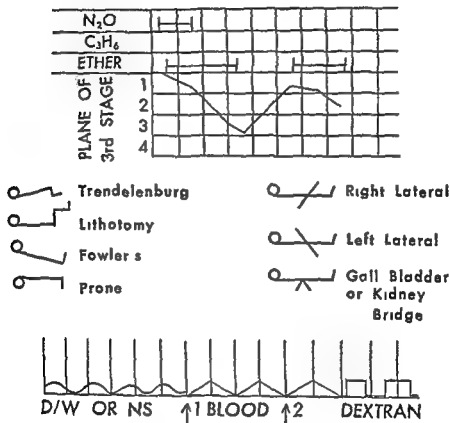 N₂O
C₃H₆
ETHER
PLANE OF
3rd STAGE
1
2
3
4
Trendelenburg
Lithotomy
Fowler s
Prone
Right Lateral
Left Lateral
Gall Bladder
or Kidney
Bridge
D/W OR NS ↑1 BLOOD ↑2 DEXTRAN